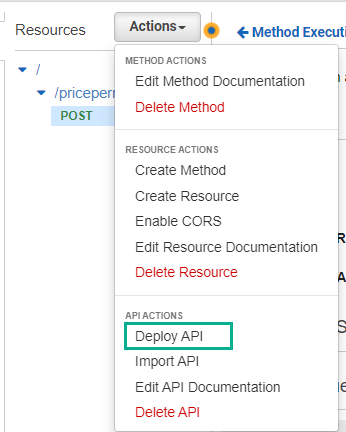 Resources
Actions
Method Executi
/
/priceper
POST
METHOD ACTIONS
Edit Method Documentation
Delete Method
RESOURCE ACTIONS
Create Method
Create Resource
Enable CORS
Edit Resource Documentation
Delete Resource
API ACTIONS
Deploy API
Import API
Edit API Documentation
Delete API